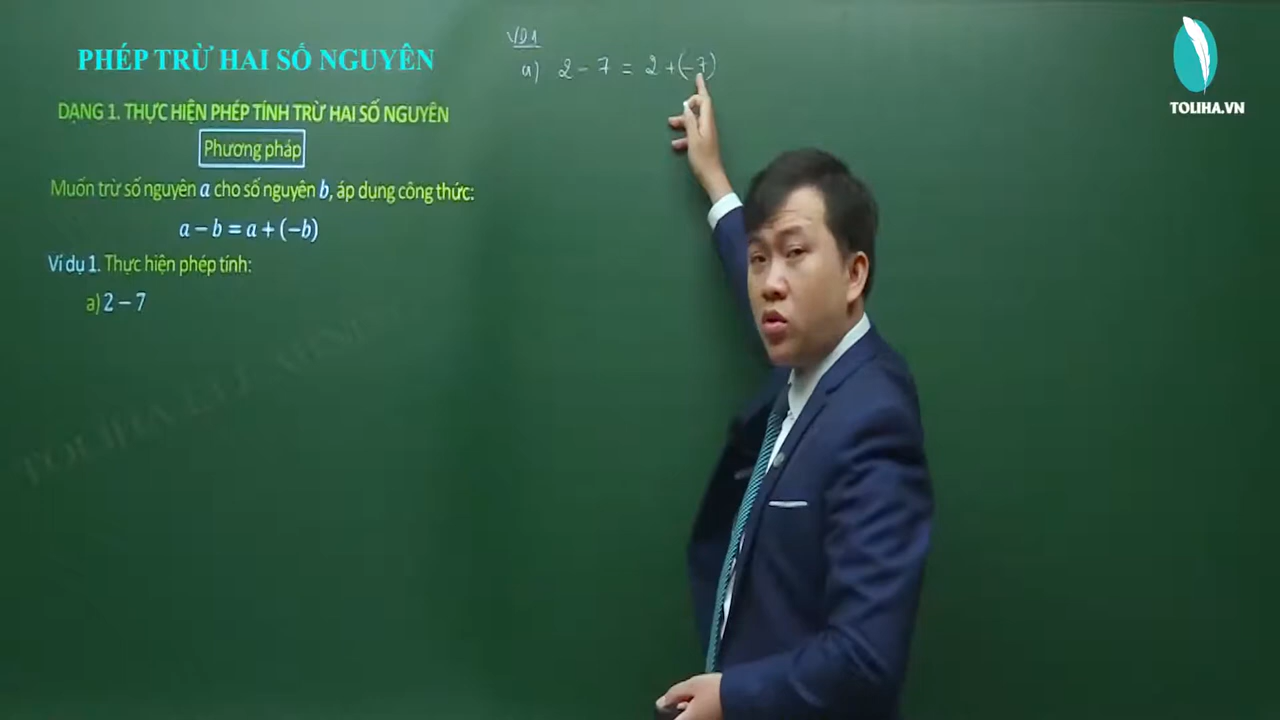 PHÉP TRỪ HAI SỐ NGUYÊN
DẠNG 1. THỰC HIỆN PHÉP TÍNH TRỪ HAI SỐ NGUYÊN
Phương pháp
Muốn trừ số nguyên a cho số nguyên b, áp dụng công thức:
a – b = a + (–b)
Ví dụ 1. Thực hiện phép tính:
a) 2 – 7
VD1
a) 2 - 7 = 2 + (-7)
TOLIHA.VN